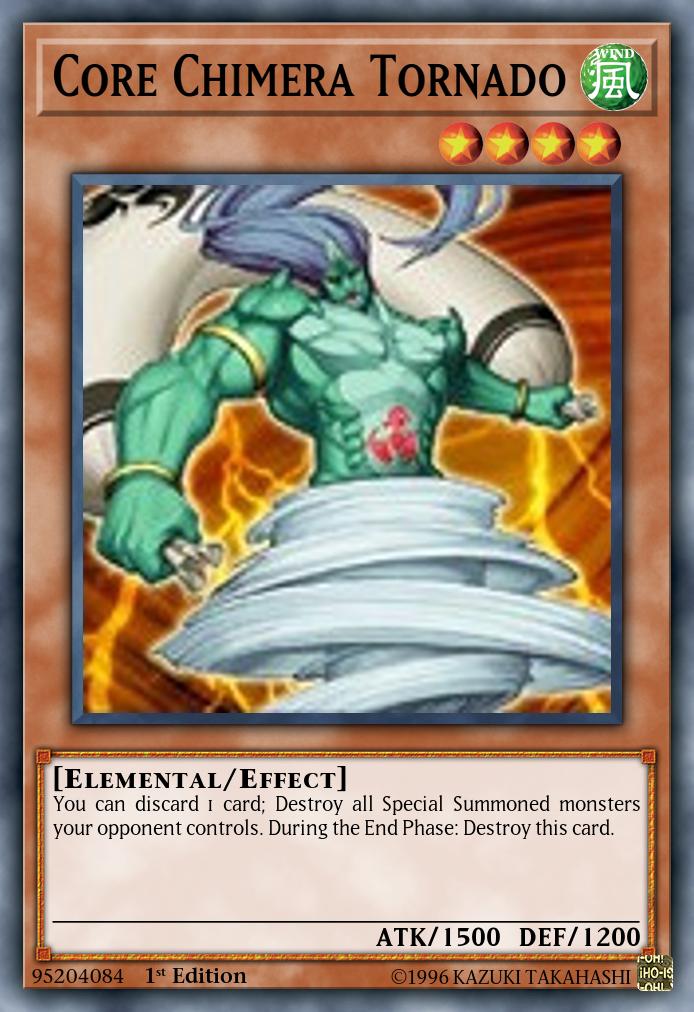 CORE CHIMERA TORNADO
WIND
風
[ELEMENTAL/EFFECT]
You can discard 1 card; Destroy all Special Summoned monsters
your opponent controls. During the End Phase: Destroy this card.
ATK/1500 DEF/1200
95204084 1st Edition ©1996 KAZUKI TAKAHASHI